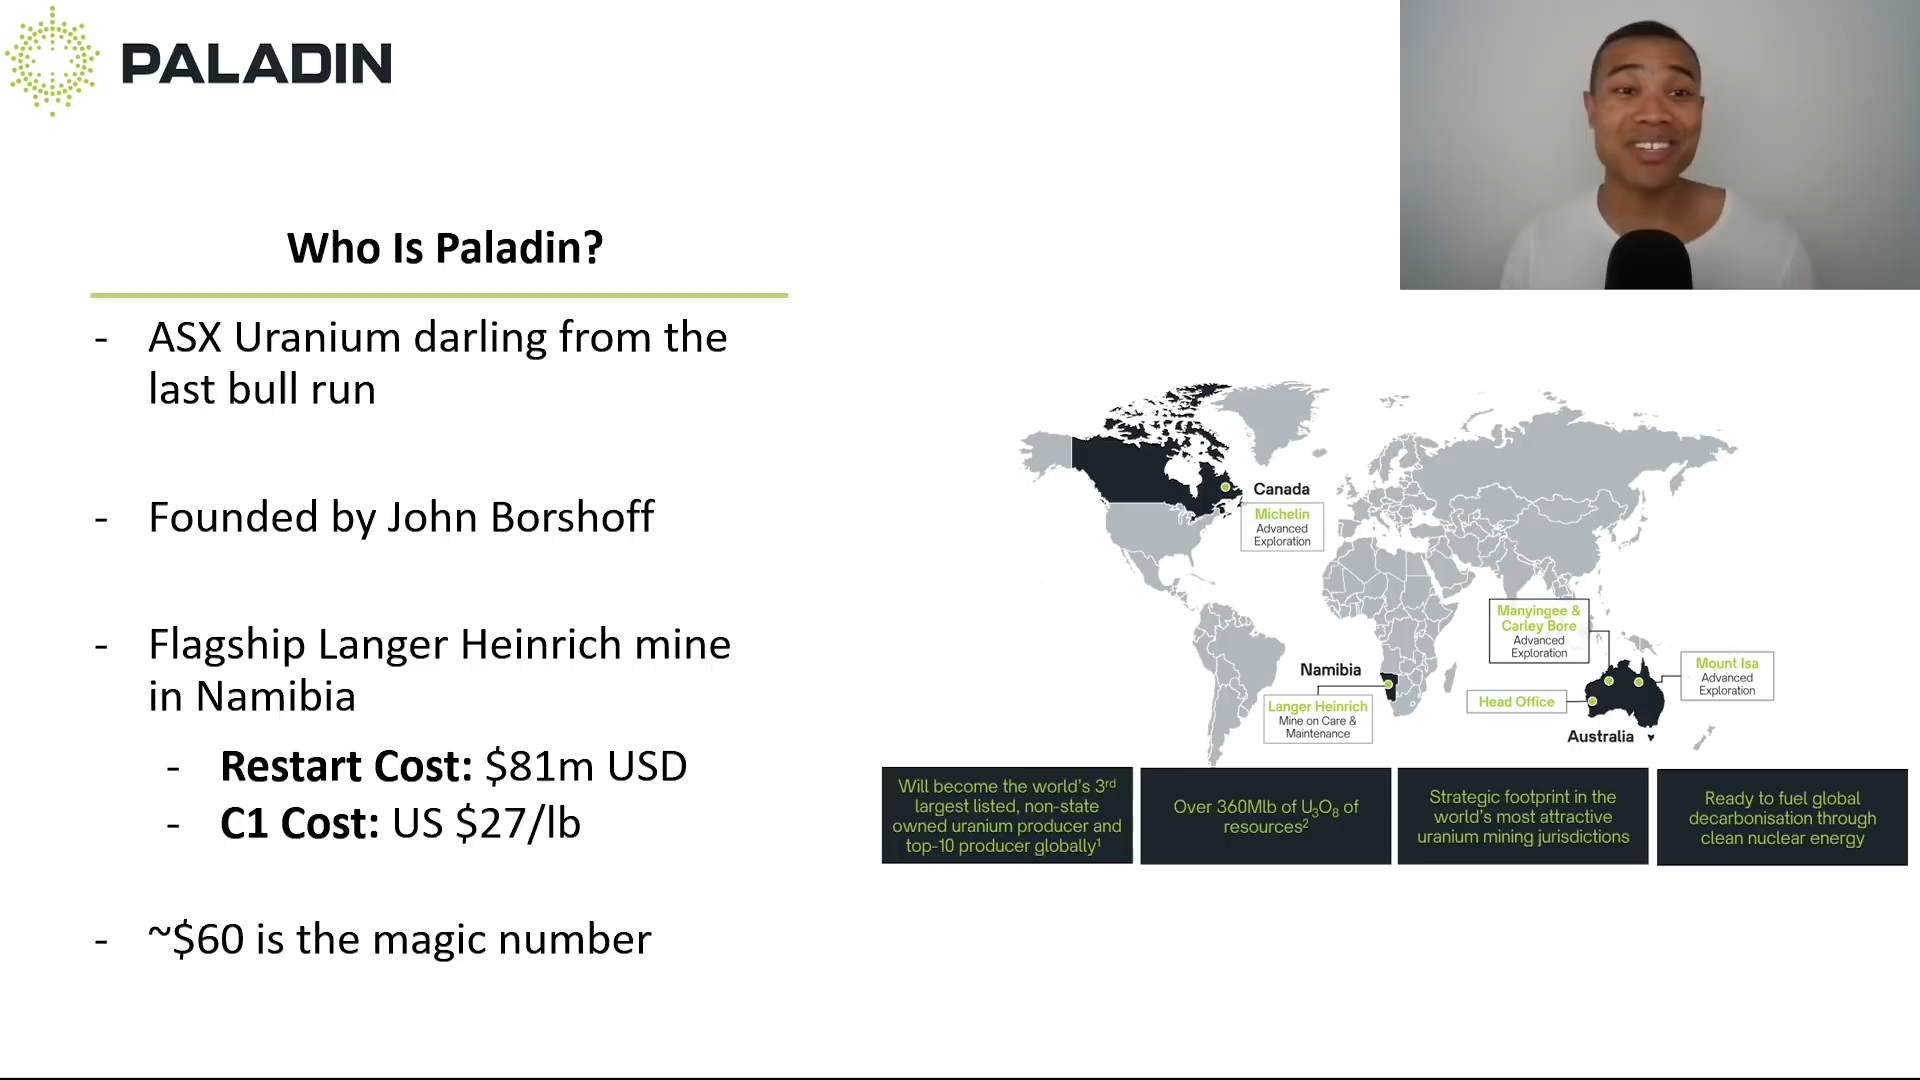 PALADIN
Who Is Paladin?
- ASX Uranium darling from the
last bull run
- Founded by John Borshoff
- Flagship Langer Heinrich mine
in Namibia
- Restart Cost: $81m USD
- C1 Cost: US $27/lb
- ~$60 is the magic number
Canada
Michelin
Advanced
Exploration
Manyingee &
Carley Bore
Advanced
Exploration
Mount Isa
Advanced
Exploration
Namibia
Langer Heinrich
Mine on Care &
Maintenance
Head Office
Australia
Will become the world's 3rd
largest listed, non-state
owned uranium producer and
top-10 producer globally¹
Over 360Mlb of U₃O₈ of
resources²
Strategic footprint in the
world's most attractive
uranium mining jurisdictions
Ready to fuel global
decarbonisation through
clean nuclear energy